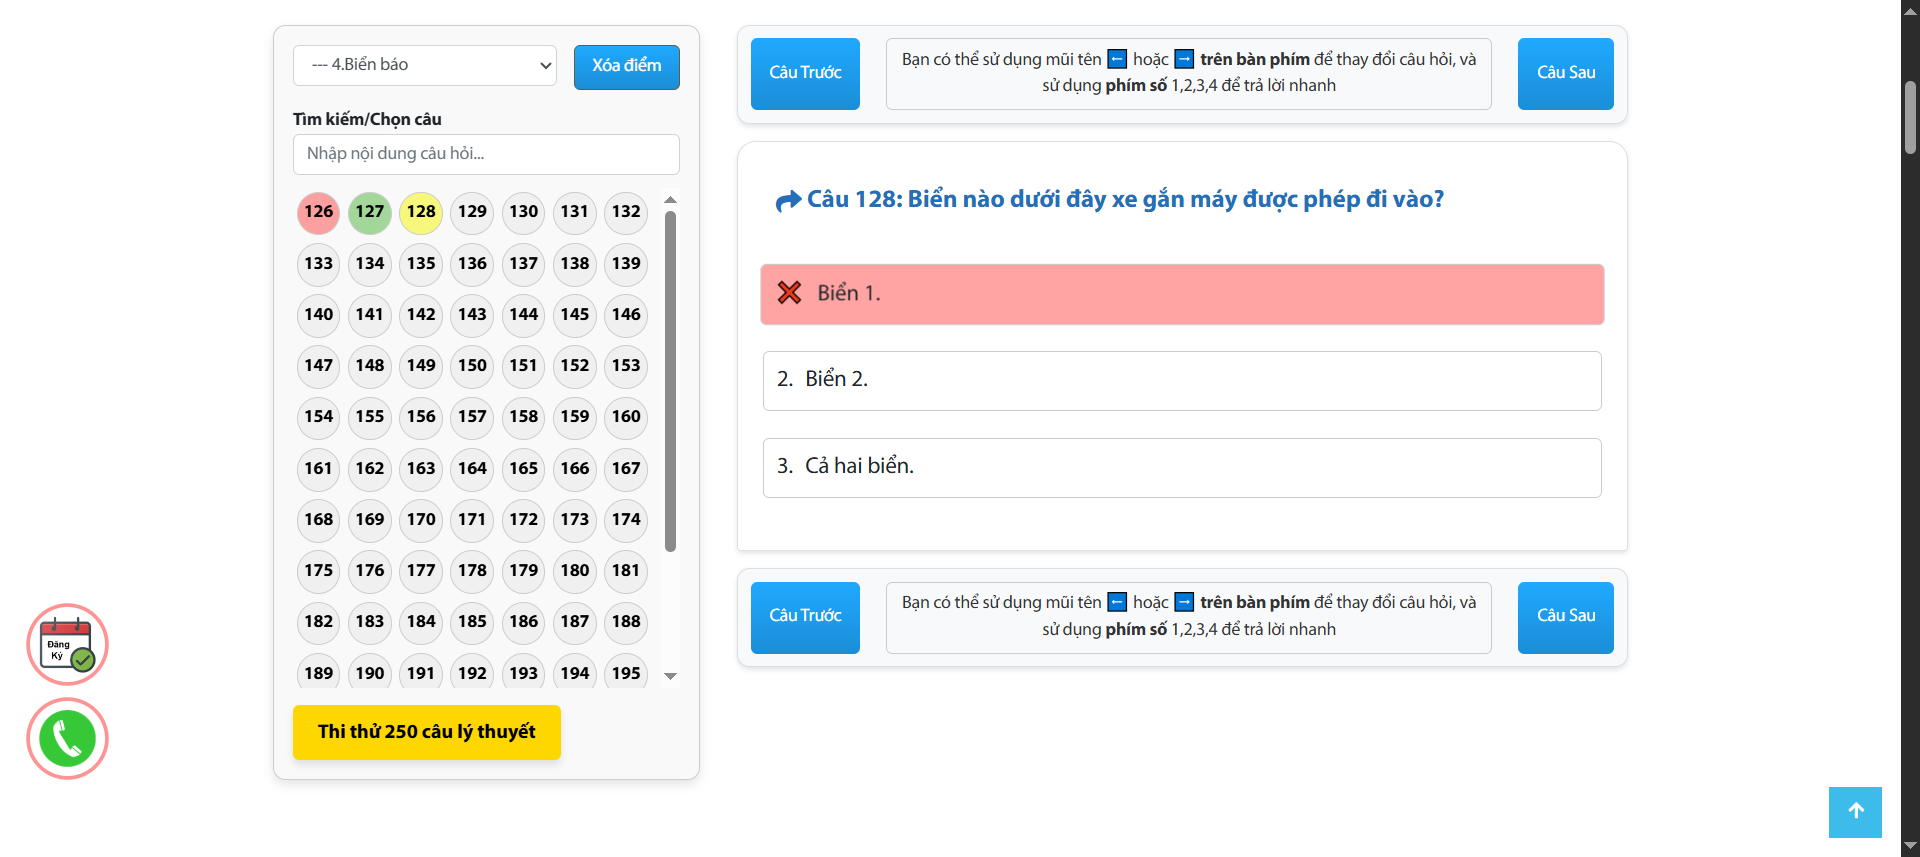 --- 4.Biển báo
Xóa điểm
Tìm kiếm/Chọn câu
Nhập nội dung câu hỏi...
126 127 128 129 130 131 132
133 134 135 136 137 138 139
140 141 142 143 144 145 146
147 148 149 150 151 152 153
154 155 156 157 158 159 160
161 162 163 164 165 166 167
168 169 170 171 172 173 174
175 176 177 178 179 180 181
182 183 184 185 186 187 188
189 190 191 192 193 194 195
Thi thử 250 câu lý thuyết
Đăng
Ký
Câu Trước
Bạn có thể sử dụng mũi tên ← hoặc → trên bàn phím để thay đổi câu hỏi, và
sử dụng phím số 1,2,3,4 để trả lời nhanh
Câu Sau
Câu 128: Biển nào dưới đây xe gắn máy được phép đi vào?
Biển 1.
2. Biển 2.
3. Cả hai biển.
Câu Trước
Bạn có thể sử dụng mũi tên ← hoặc → trên bàn phím để thay đổi câu hỏi, và
sử dụng phím số 1,2,3,4 để trả lời nhanh
Câu Sau